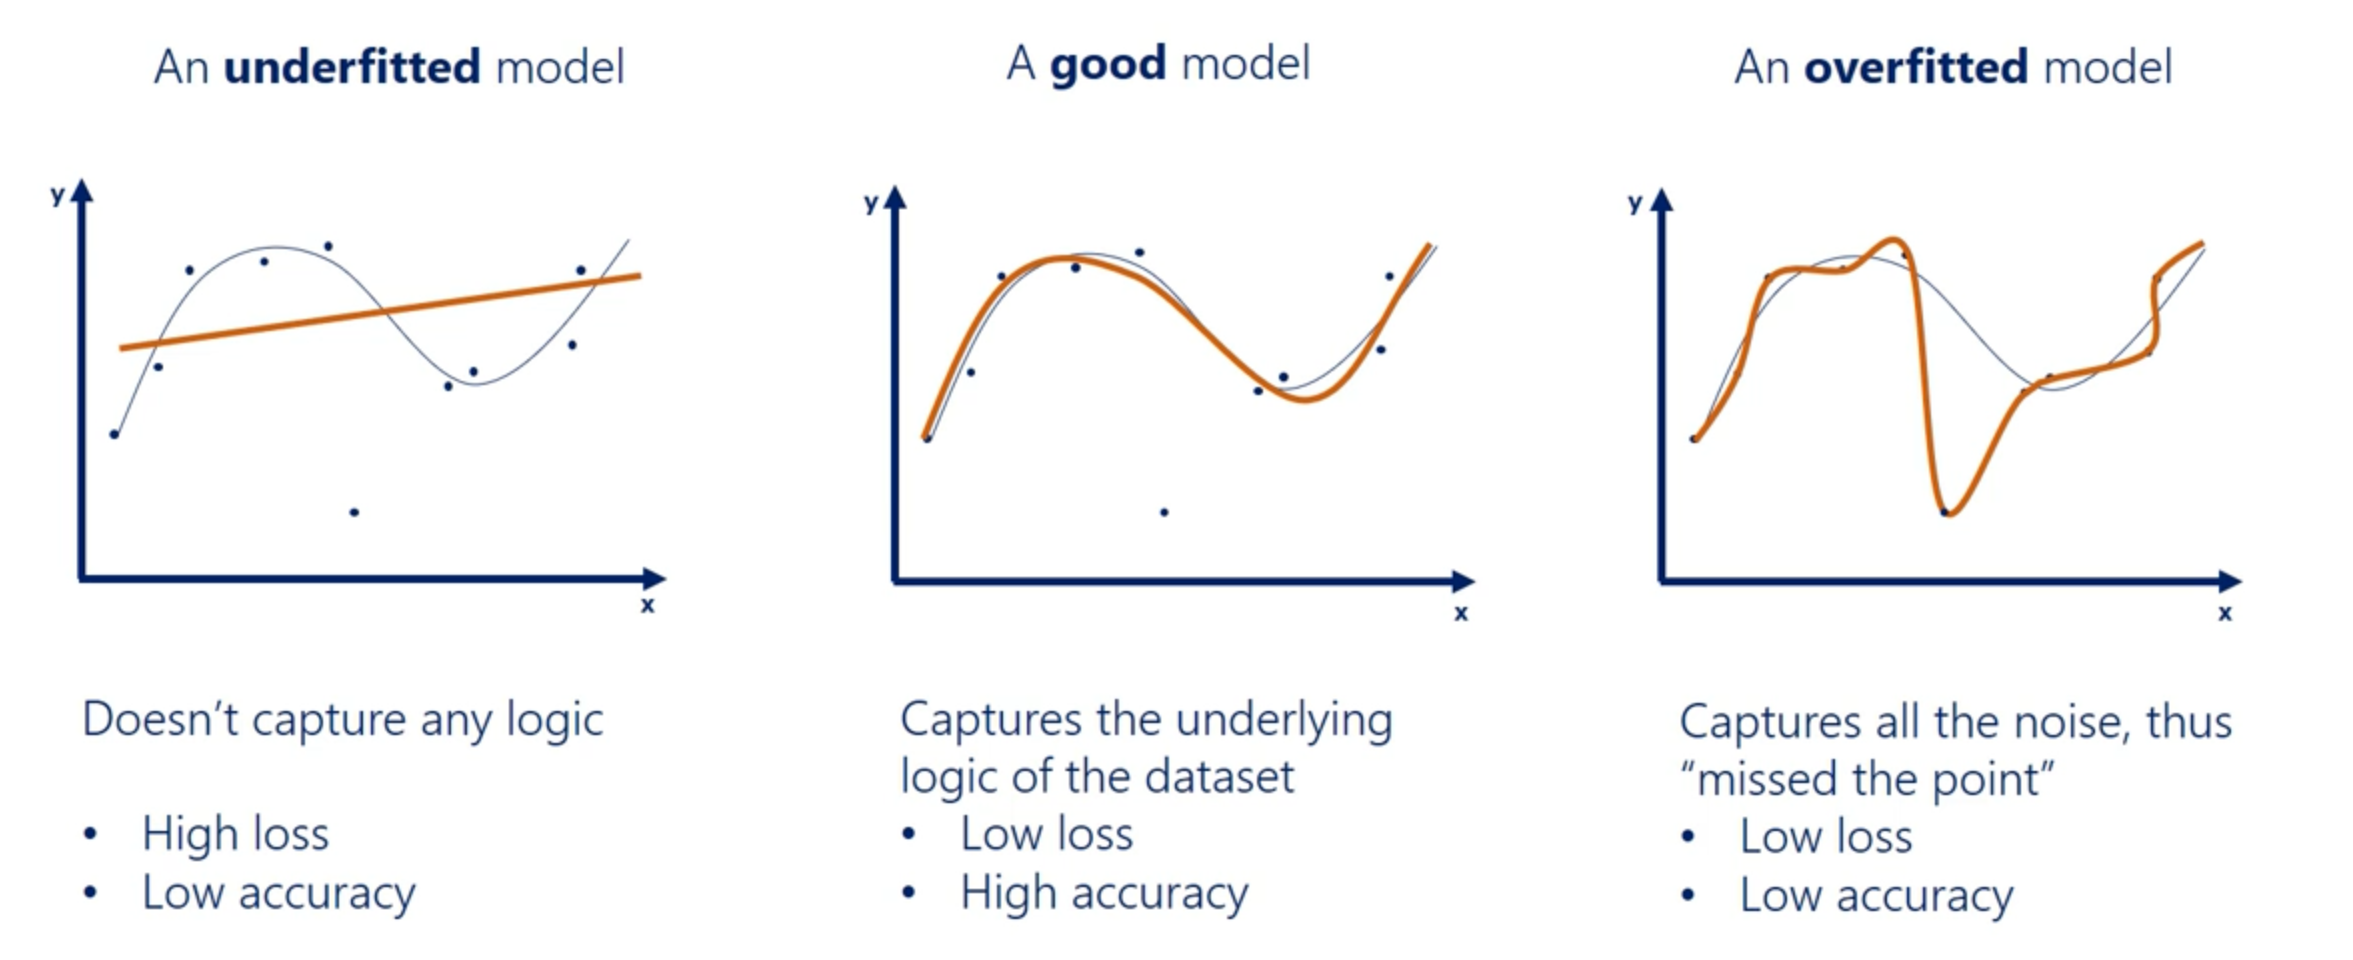 An underfitted model
y
x
Doesn't capture any logic
• High loss
• Low accuracy
A good model
y
x
Captures the underlying
logic of the dataset
• Low loss
• High accuracy
An overfitted model
y
x
Captures all the noise, thus
“missed the point”
• Low loss
• Low accuracy